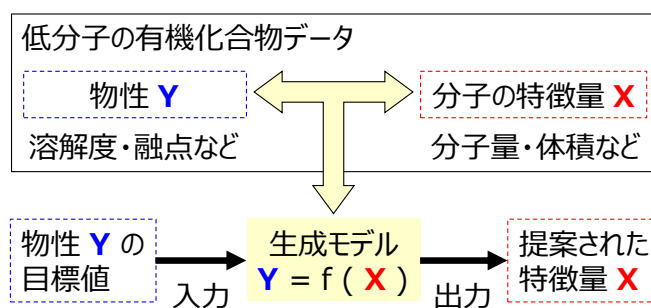 低分子の有機化合物データ
物性 Y
分子の特徴量 X
溶解度・融点など
分子量・体積など
物性 Y の
目標値
入力
生成モデル
Y = f ( X )
出力
提案された
特徴量 X